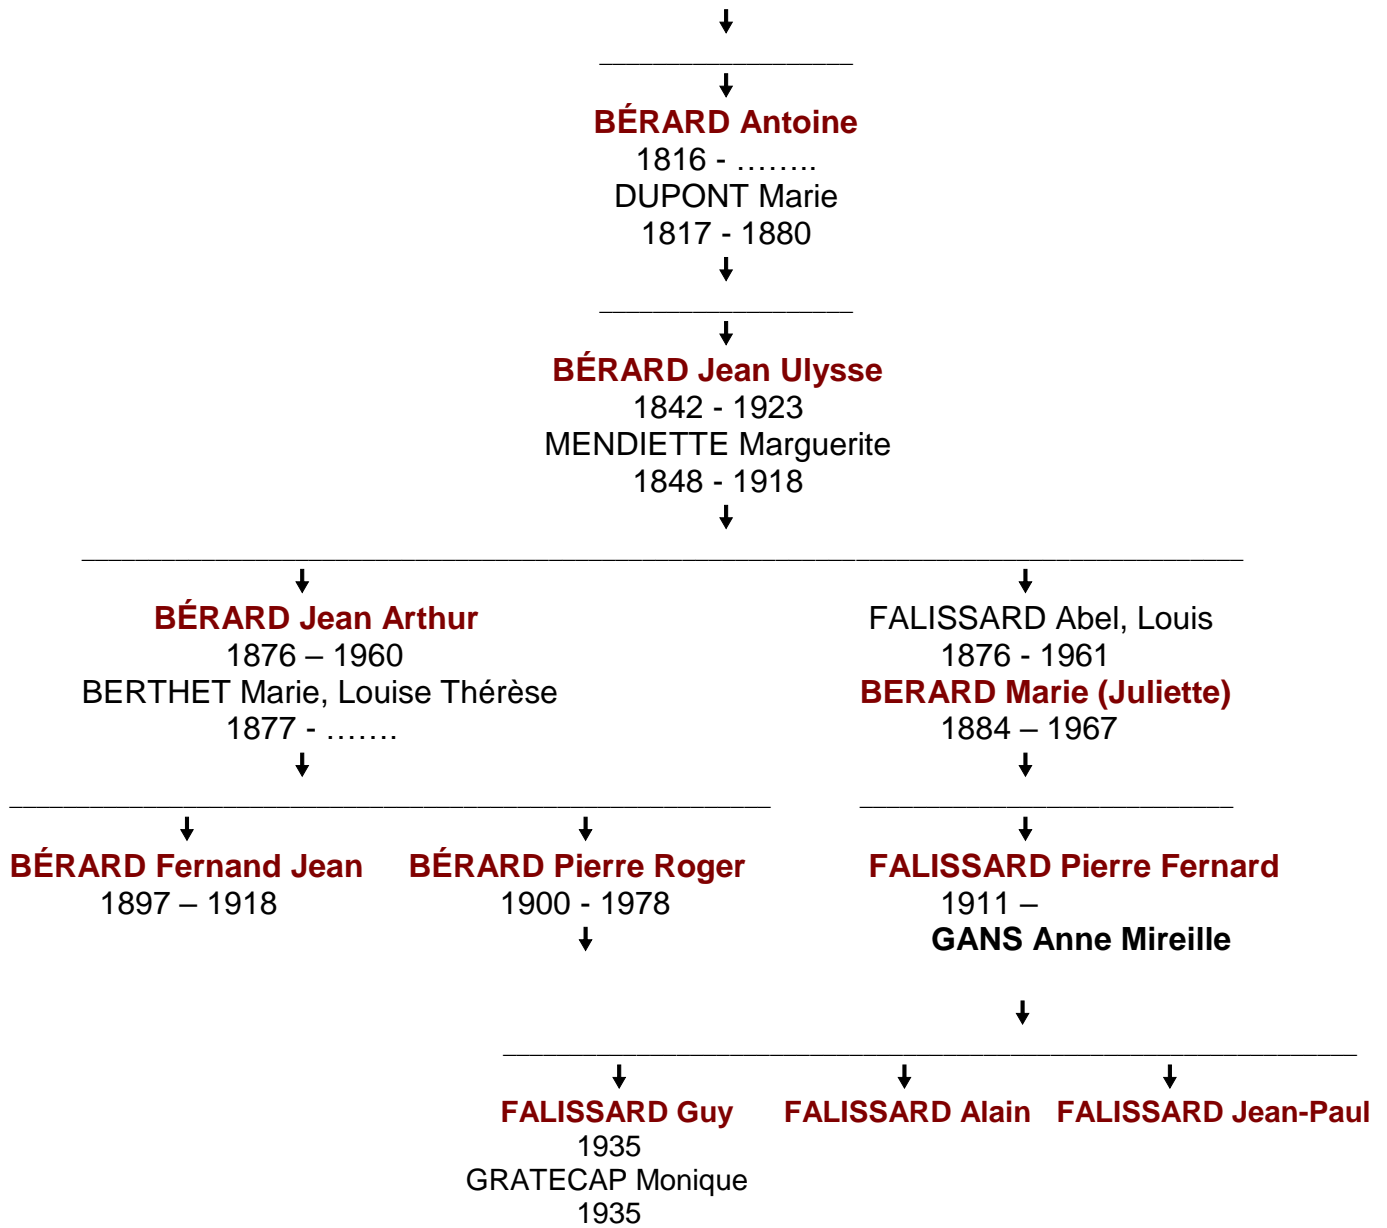 BÉRARD Antoine
1816 - ……..
DUPONT Marie
1817 - 1880
BÉRARD Jean Ulysse
1842 - 1923
MENDIETTE Marguerite
1848 - 1918
BÉRARD Jean Arthur
1876 – 1960
BERTHET Marie, Louise Thérèse
1877 - …….
FALISSARD Abel, Louis
1876 - 1961
BERARD Marie (Juliette)
1884 – 1967
BÉRARD Fernand Jean
1897 – 1918
BÉRARD Pierre Roger
1900 - 1978
FALISSARD Pierre Fernard
1911 –
GANS Anne Mireille
FALISSARD Guy
1935
GRATECAP Monique
1935
FALISSARD Alain
FALISSARD Jean-Paul